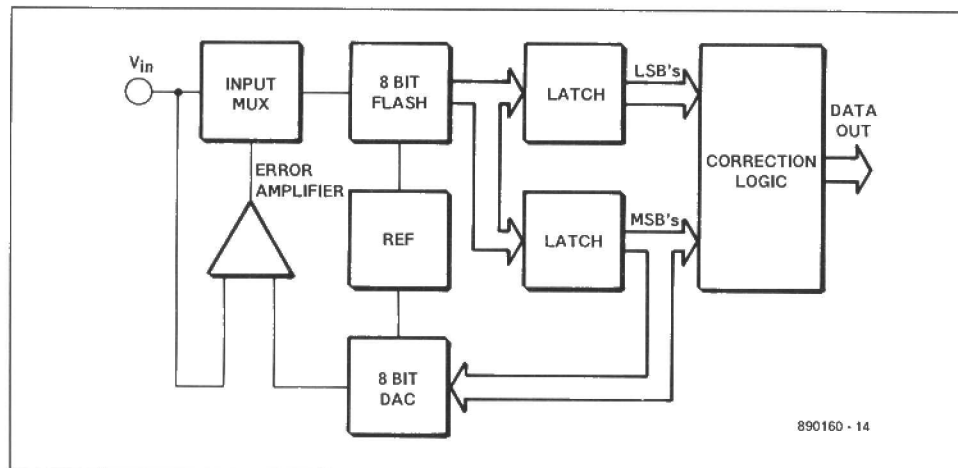 Vin
INPUT
MUX
8 BIT
FLASH
LATCH
LSB's
DATA
OUT
CORRECTION
LOGIC
ERROR
AMPLIFIER
REF
LATCH
MSB's
8 BIT
DAC
890160 - 14